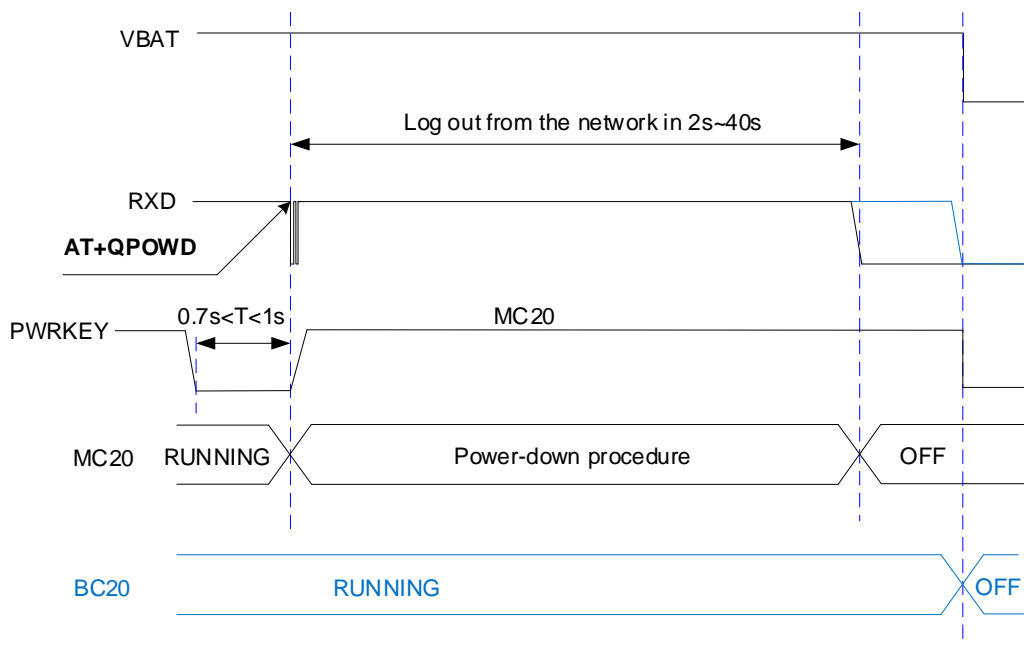 VBAT
Log out from the network in 2s~40s
RXD
AT+QPOWD
0.7s<T<1s
MC20
PWRKEY
MC20
RUNNING
Power-down procedure
OFF
BC20
RUNNING
OFF